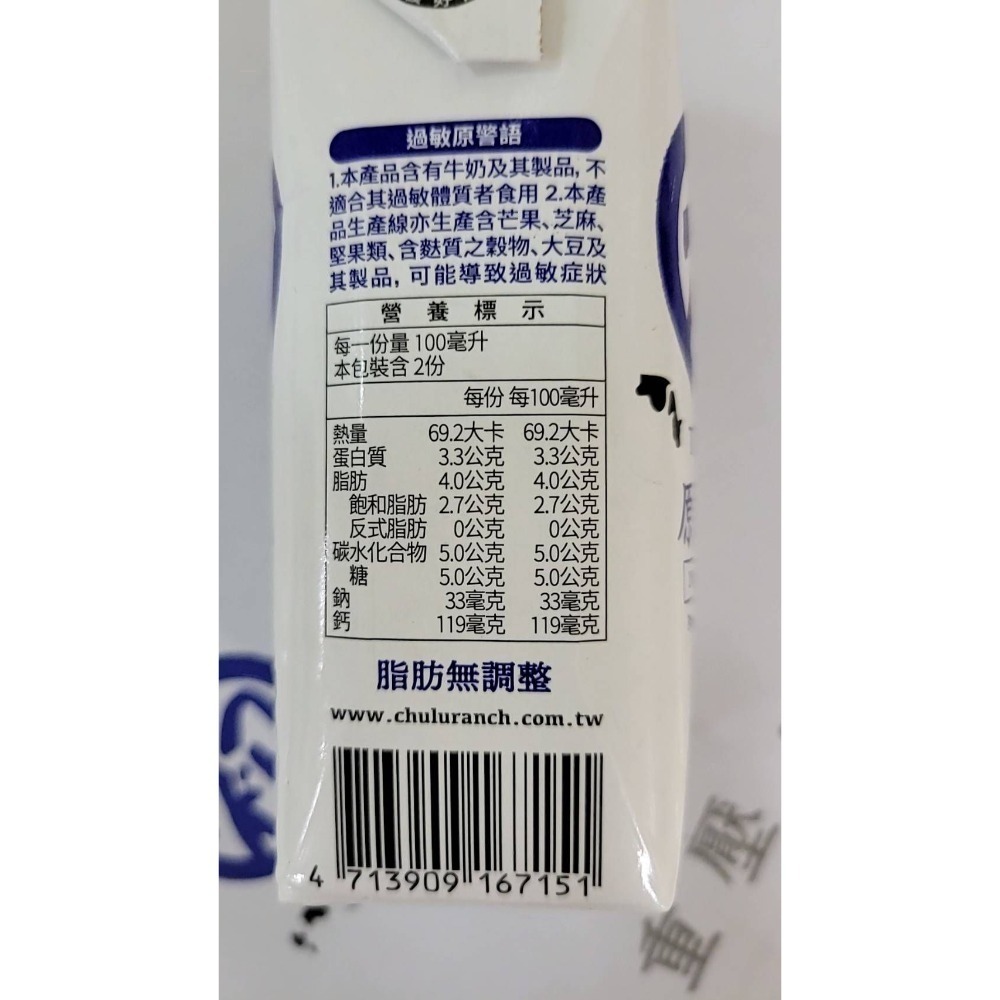 過敏原警語
1.本產品含有牛奶及其製品, 不
適合其過敏體質者食用 2.本產
品生產線亦生產含芒果、芝麻、
堅果類、含麩質之穀物、大豆及
其製品, 可能導致過敏症狀
營養標示
每一份量 100毫升
本包裝含 2份
每份 每100毫升
熱量 69.2大卡 69.2大卡
蛋白質 3.3公克 3.3公克
脂肪 4.0公克 4.0公克
飽和脂肪 2.7公克 2.7公克
反式脂肪 0公克 0公克
碳水化合物 5.0公克 5.0公克
糖 5.0公克 5.0公克
鈉 33毫克 33毫克
鈣 119毫克 119毫克
脂肪無調整
www.chuluranch.com.tw
4 713909 167151
重壓